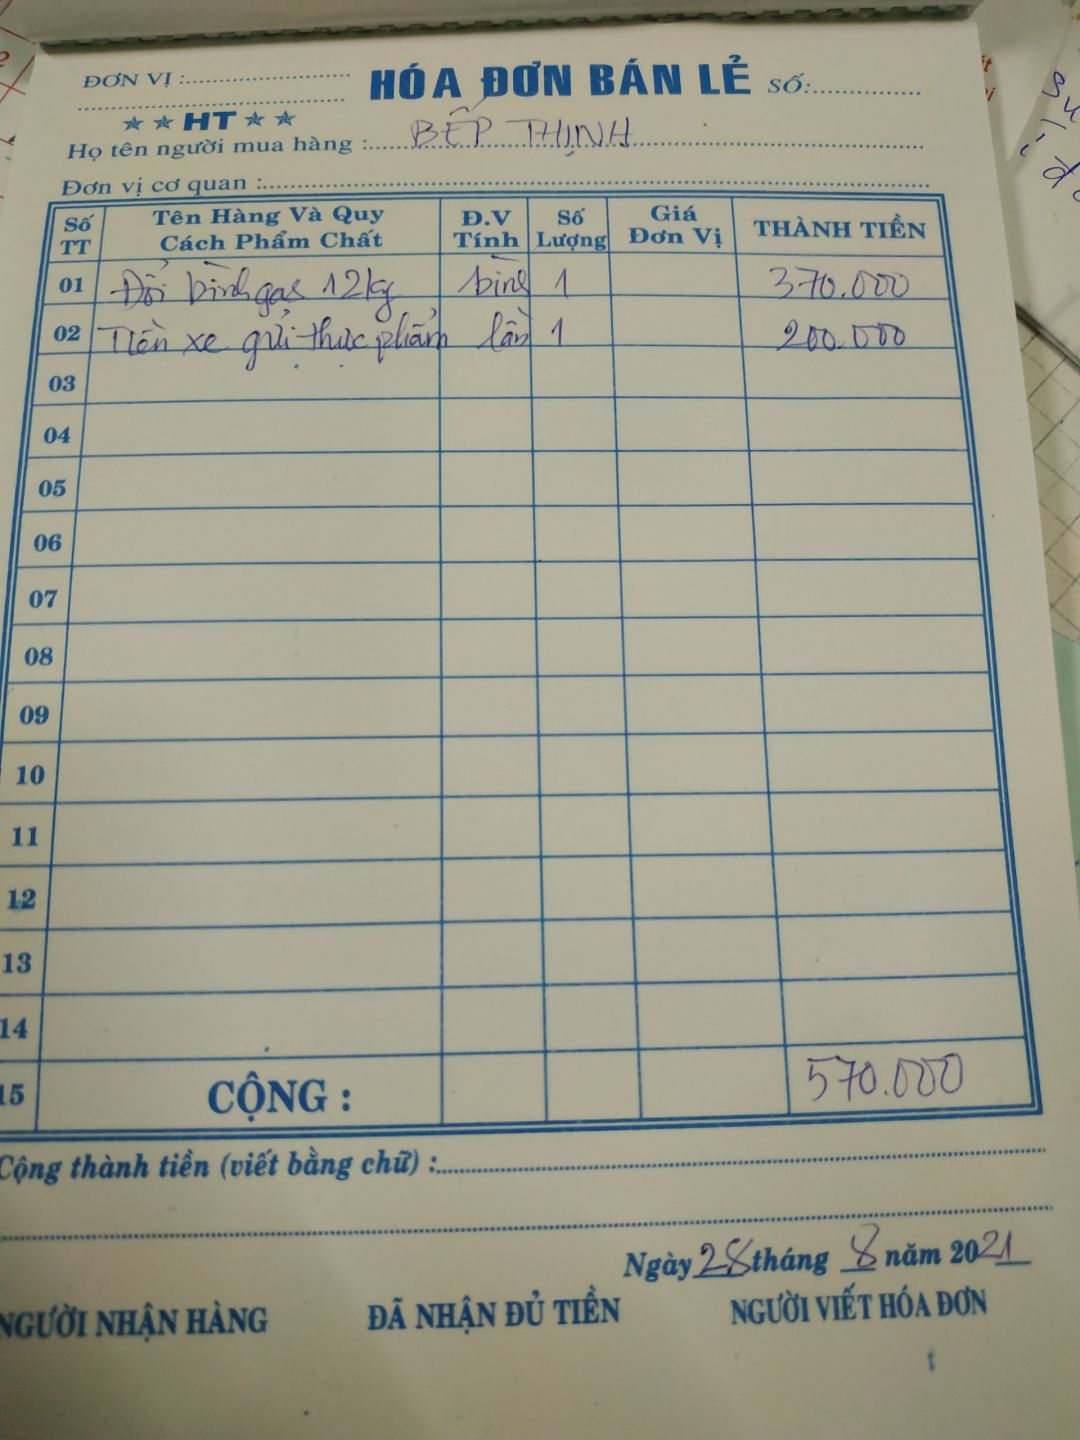 ĐƠN VỊ :
HÓA ĐƠN BÁN LẺ SỐ:
HT
Họ tên người mua hàng : BẾP THỊNH
Đơn vị cơ quan :
Số TT Tên Hàng Và Quy Cách Phẩm Chất Đ.V Tính Số Lượng Giá Đơn Vị THÀNH TIỀN
01 Đổi bình gas 12kg bình 1 370.000
02 Tiền xe gửi thực phẩm lần 1 200.000
03
04
05
06
07
08
09
10
11
12
13
14
15 CỘNG : 570.000
Cộng thành tiền (viết bằng chữ) :
Ngày 28 tháng 8 năm 2021
NGƯỜI NHẬN HÀNG ĐÃ NHẬN ĐỦ TIỀN NGƯỜI VIẾT HÓA ĐƠN